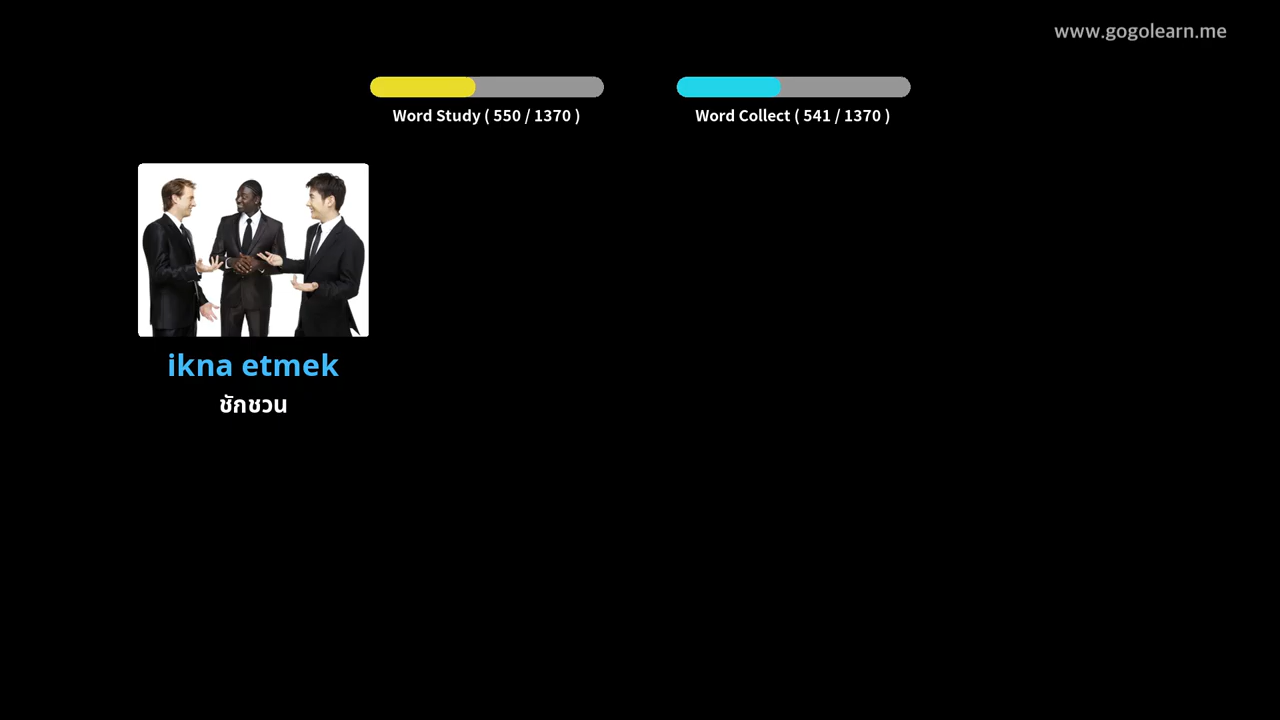 www.gogolearn.me
Word Study ( 550 / 1370 )
Word Collect ( 541 / 1370 )
ikna etmek
ชักชวน